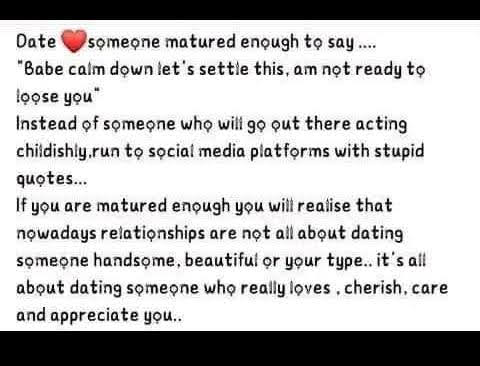 Date ❤️someone matured enough to say ....
"Babe calm down let's settle this, am not ready to
loose you"
Instead of someone who will go out there acting
childishly,run to social media platforms with stupid
quotes...
If you are matured enough you will realise that
nowadays relationships are not all about dating
someone handsome, beautiful or your type.. it's all
about dating someone who really loves , cherish, care
and appreciate you..